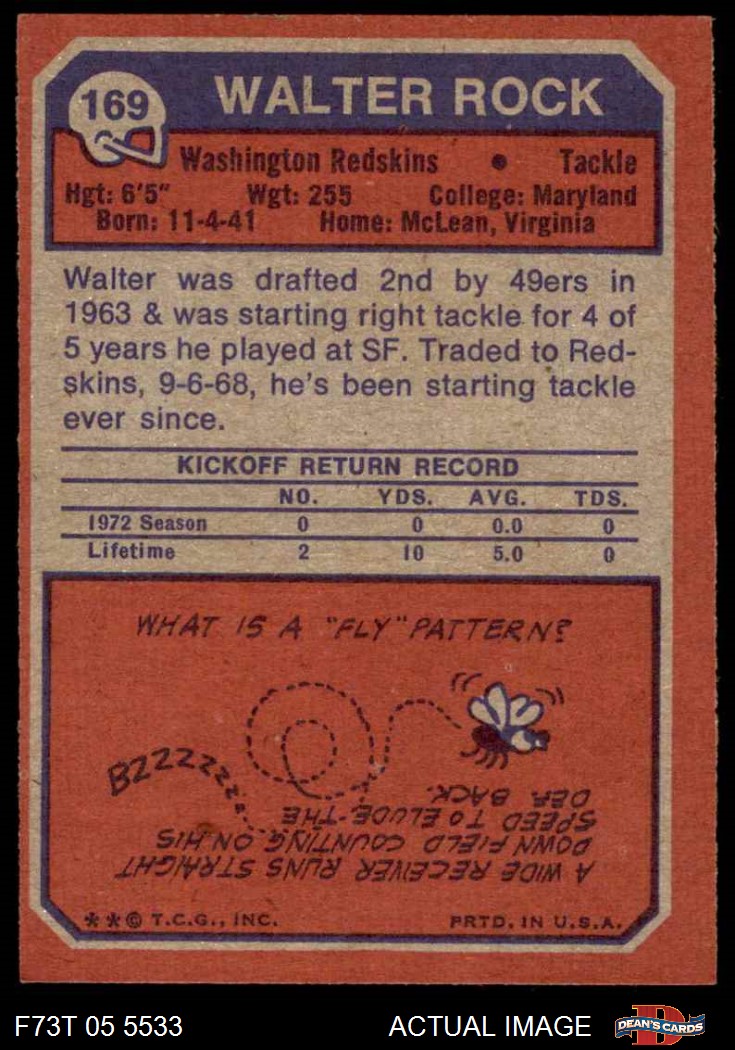 169
WALTER ROCK
Washington Redskins • Tackle
Hgt: 6'5" Wgt: 255 College: Maryland
Born: 11-4-41 Home: McLean, Virginia
Walter was drafted 2nd by 49ers in
1963 & was starting right tackle for 4 of
5 years he played at SF. Traded to Red-
skins, 9-6-68, he's been starting tackle
ever since.
KICKOFF RETURN RECORD
NO. YDS. AVG. TDS.
1972 Season 0 0 0.0 0
Lifetime 2 10 5.0 0
WHAT IS A "FLY" PATTERN?
BZZZZZZZ
A WIDE RECEIVER RUNS STRAIGHT
DOWN FIELD COUNTING ON HIS
SPEED TO ELUDE THE
DEF. BACK.
**© T.C.G., INC. PRTD. IN U.S.A.
F73T 05 5533 ACTUAL IMAGE
D
DEAN'S CARDS